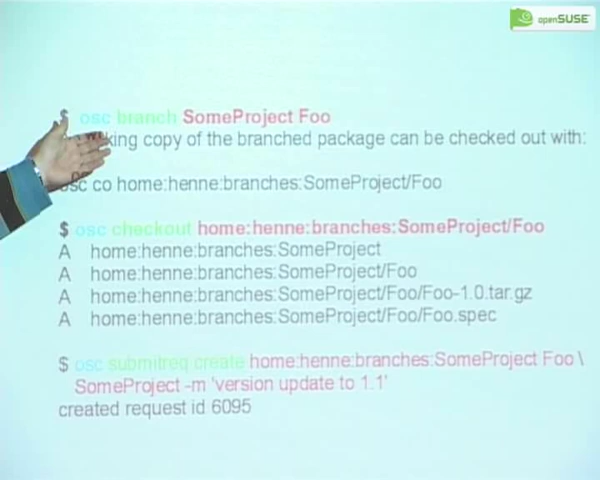 openSUSE
$ osc branch SomeProject Foo
king copy of the branched package can be checked out with:
osc co home:henne:branches:SomeProject/Foo
$ osc checkout home:henne:branches:SomeProject/Foo
A home:henne:branches:SomeProject
A home:henne:branches:SomeProject/Foo
A home:henne:branches:SomeProject/Foo/Foo-1.0.tar.gz
A home:henne:branches:SomeProject/Foo/Foo.spec
$ osc submitreq create home:henne:branches:SomeProject Foo \
SomeProject -m 'version update to 1.1'
created request id 6095